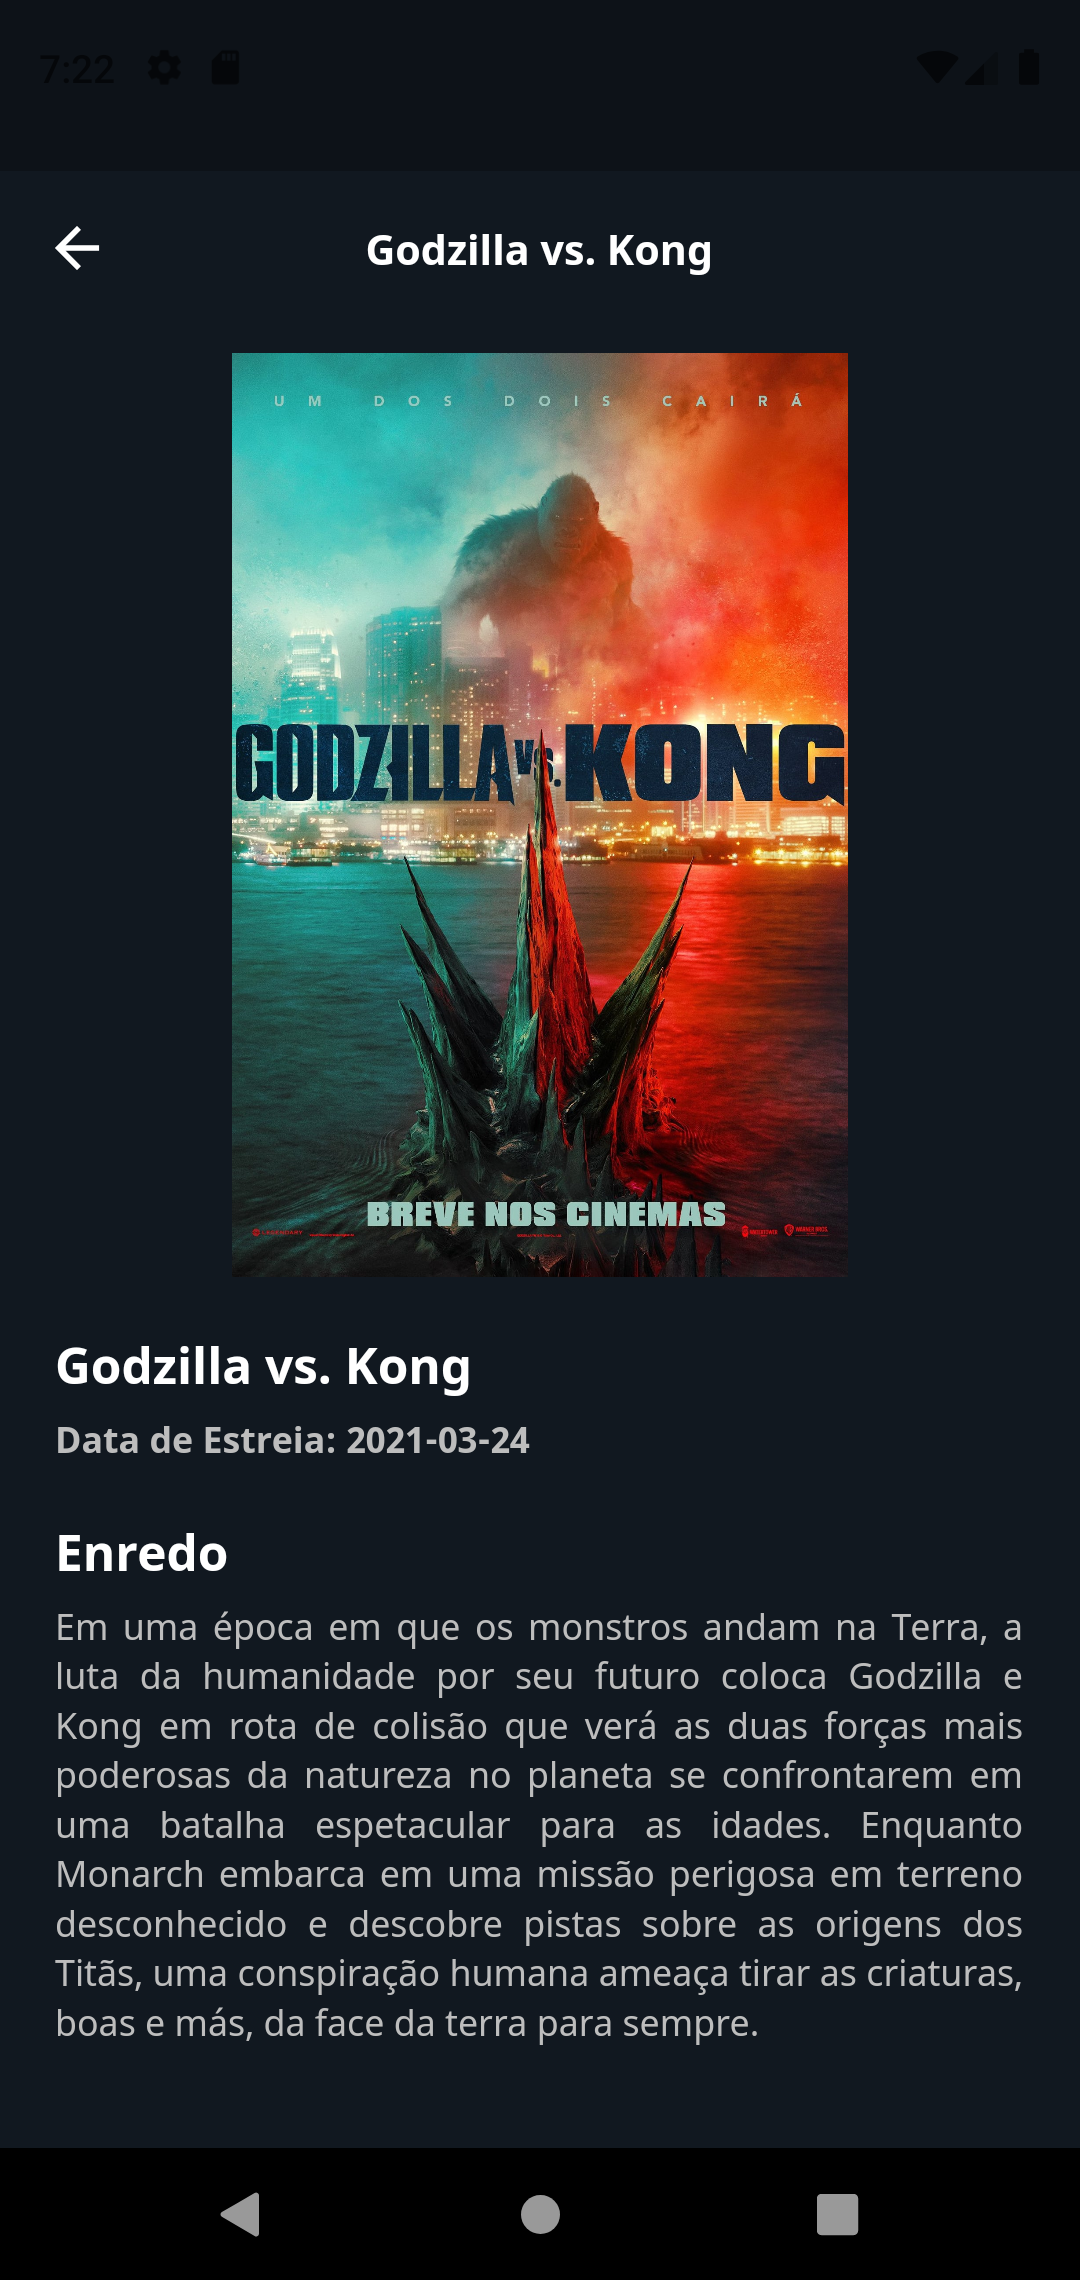 7:22
Godzilla vs. Kong
UM DOS DOIS CAIRÁ
GODZILLA VS. KONG
BREVE NOS CINEMAS
Godzilla vs. Kong
Data de Estreia: 2021-03-24
Enredo
Em uma época em que os monstros andam na Terra, a
luta da humanidade por seu futuro coloca Godzilla e
Kong em rota de colisão que verá as duas forças mais
poderosas da natureza no planeta se confrontarem em
uma batalha espetacular para as idades. Enquanto
Monarch embarca em uma missão perigosa em terreno
desconhecido e descobre pistas sobre as origens dos
Titãs, uma conspiração humana ameaça tirar as criaturas,
boas e más, da face da terra para sempre.